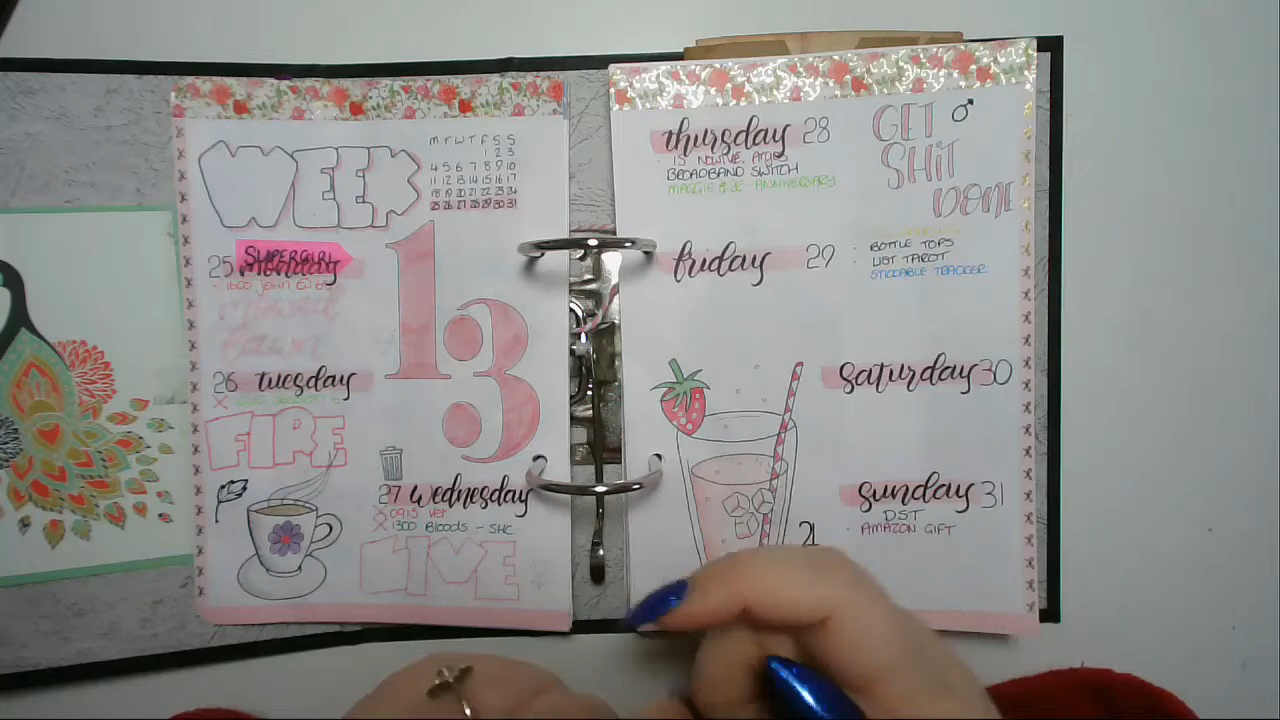 WEEK
M T W T F S S
1 2 3
4 5 6 7 8 9 10
11 12 13 14 15 16 17
18 19 20 21 22 23 24
25 26 27 28 29 30 31
13
SUPERGIRL
25 monday
26 tuesday
FIRE
27 wednesday
0915 Vet
1300 Bloods - SHC
LIVE
thursday 28
BROADBAND SWITCH
ANNIVERSARY
friday 29
saturday 30
sunday 31
DST
AMAZON GIFT
GET
SHIT
DONE
BOTTLE TOPS
LIST TAROT
STICKABLE TRACKER